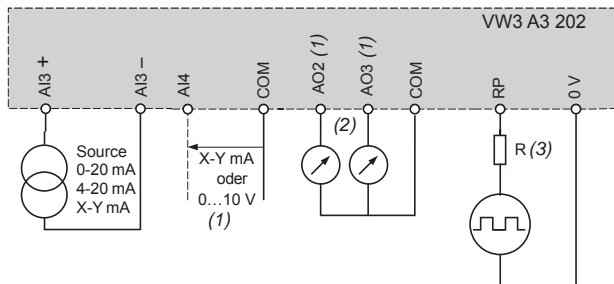 VW3 A3 202
AI3 +
AI3 –
AI4
COM
AO2 (1)
AO3 (1)
COM
RP
0 V
(2)
Source
0-20 mA
4-20 mA
X-Y mA
X-Y mA
oder
0...10 V
(1)
R (3)